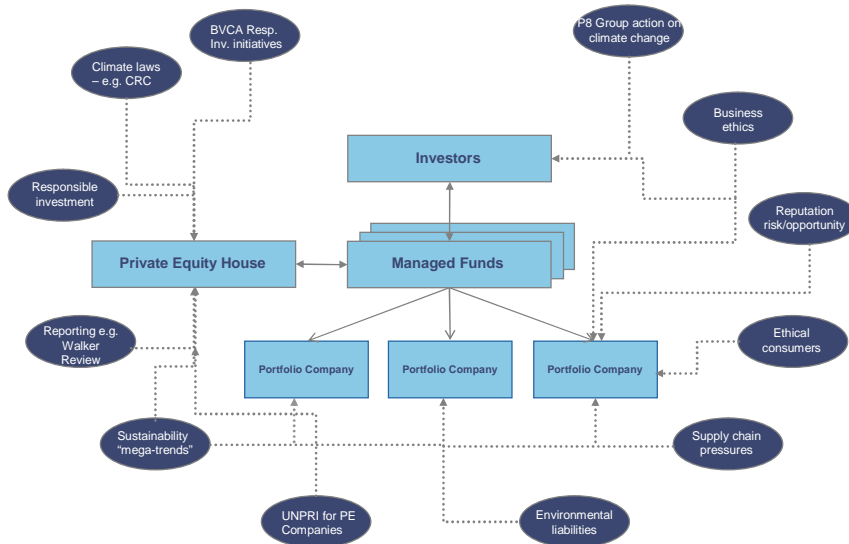 BVCA Resp.
Inv. initiatives
P8 Group action on
climate change
Climate laws
– e.g. CRC
Business
ethics
Investors
Responsible
investment
Reputation
risk/opportunity
Private Equity House
Managed Funds
Reporting e.g.
Walker
Review
Ethical
consumers
Portfolio Company
Portfolio Company
Portfolio Company
Sustainability
“mega-trends”
Supply chain
pressures
UNPRI for PE
Companies
Environmental
liabilities